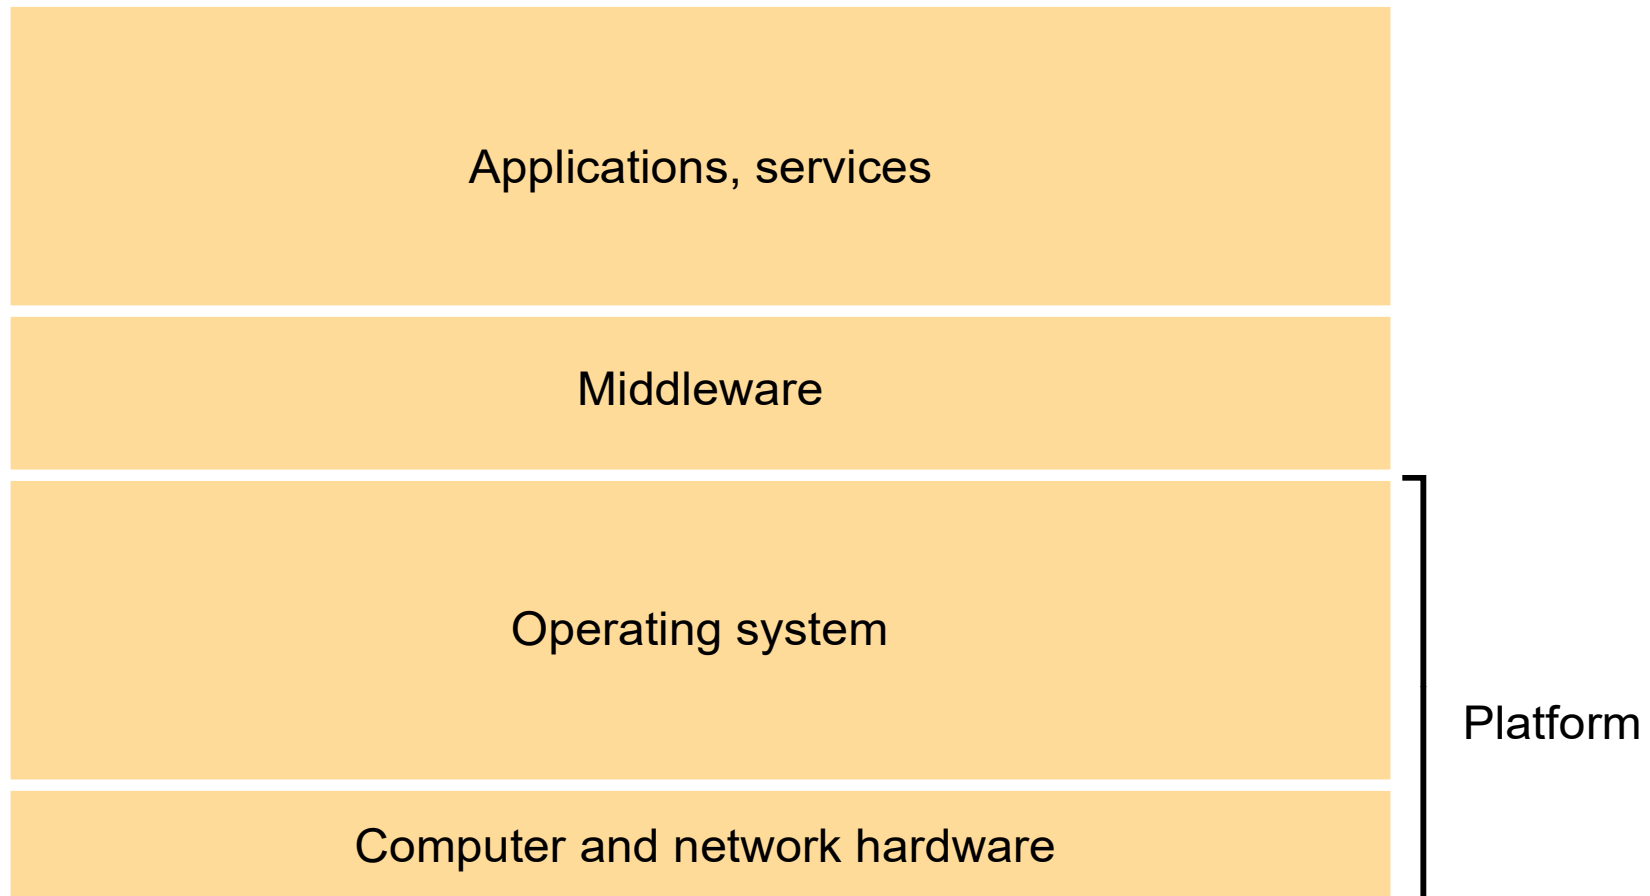 Applications, services
Middleware
Operating system
Platform
Computer and network hardware